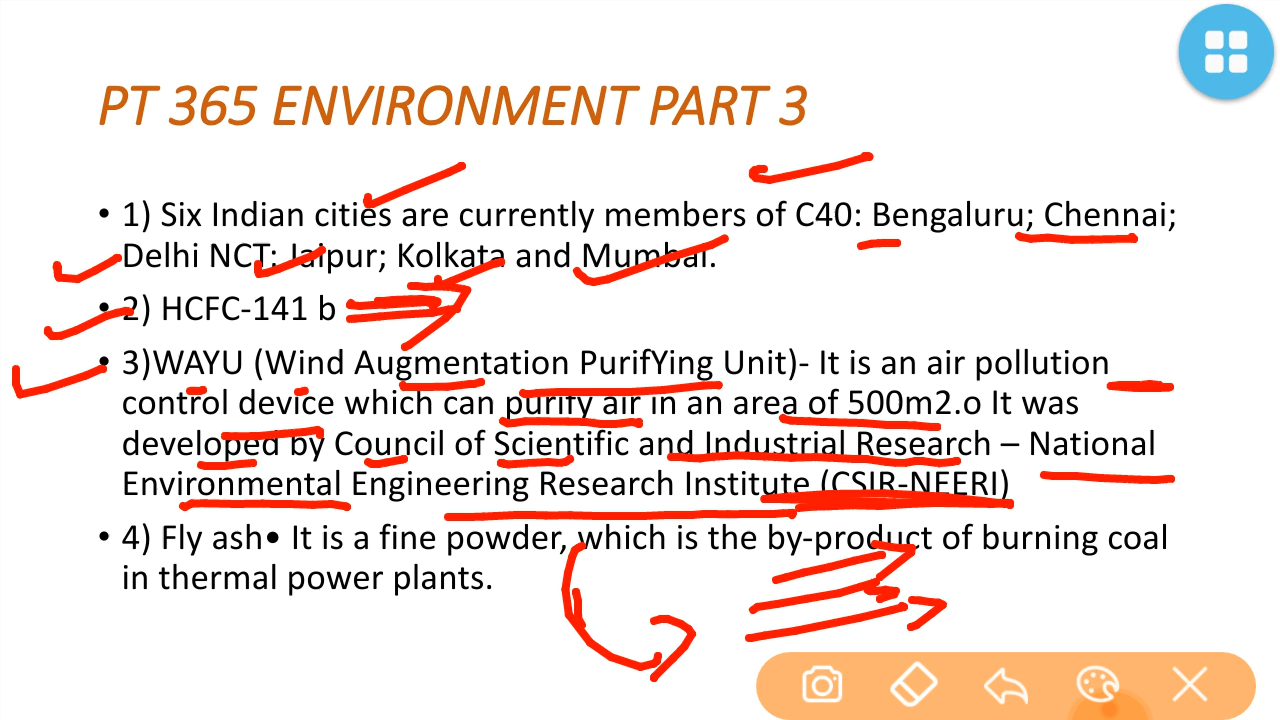 PT 365 ENVIRONMENT PART 3
• 1) Six Indian cities are currently members of C40: Bengaluru; Chennai;
Delhi NCT; Jaipur; Kolkata and Mumbai.
• 2) HCFC-141 b
• 3)WAYU (Wind Augmentation PurifYing Unit)- It is an air pollution
control device which can purify air in an area of 500m2.o It was
developed by Council of Scientific and Industrial Research – National
Environmental Engineering Research Institute (CSIR-NEERI)
• 4) Fly ash• It is a fine powder, which is the by-product of burning coal
in thermal power plants.